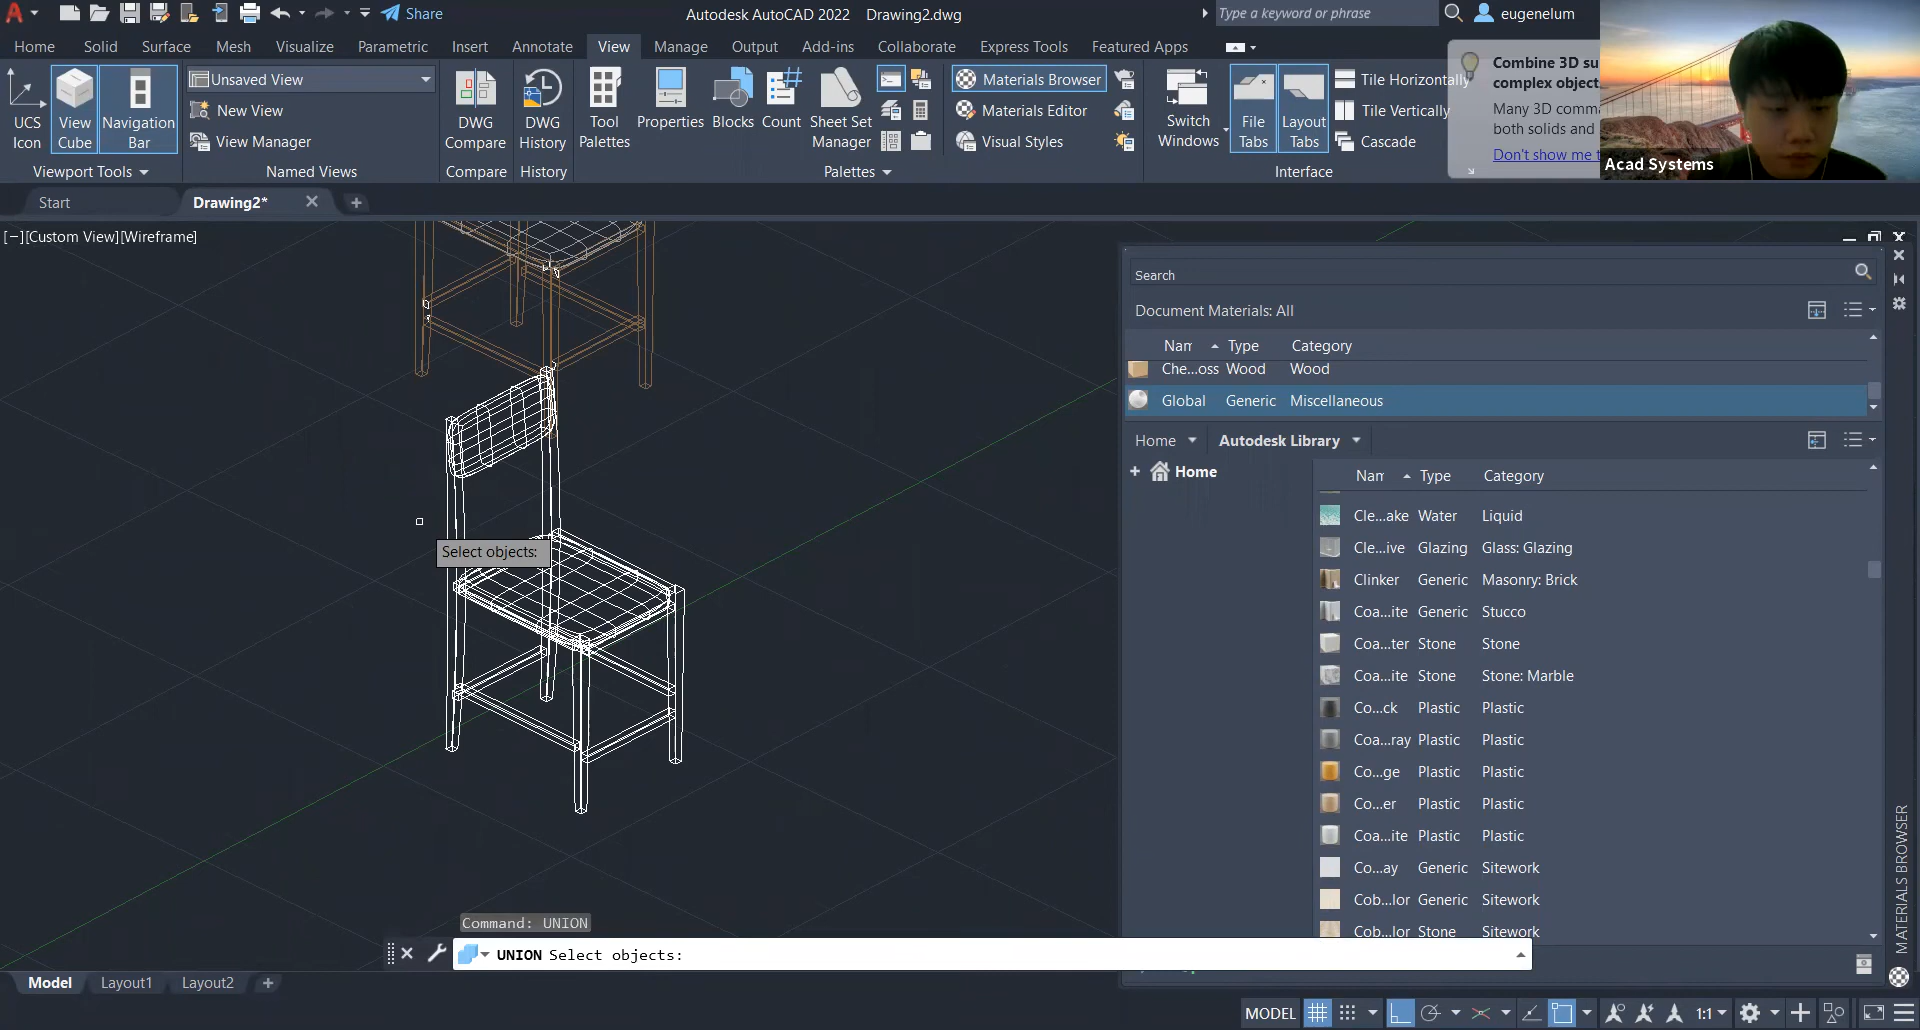 Share
Autodesk AutoCAD 2022 Drawing2.dwg
Type a keyword or phrase
eugenelum
Home Solid Surface Mesh Visualize Parametric Insert Annotate View Manage Output Add-ins Collaborate Express Tools Featured Apps
UCS Icon
View Cube
Navigation Bar
Unsaved View
New View
View Manager
DWG Compare
DWG History
Tool Palettes
Properties
Blocks
Count
Sheet Set Manager
Materials Browser
Materials Editor
Visual Styles
Switch Windows
File Tabs
Layout Tabs
Tile Horizontally
Tile Vertically
Cascade
Combine 3D su
complex object
Many 3D comma
both solids and
Don't show me t
Acad Systems
Viewport Tools Named Views Compare History Palettes Interface
Start Drawing2*
[−][Custom View][Wireframe]
Search
Document Materials: All
Nan Type Category
Che...oss Wood Wood
Global Generic Miscellaneous
Home Autodesk Library
Home
Nan Type Category
Cle...ake Water Liquid
Cle...ive Glazing Glass: Glazing
Clinker Generic Masonry: Brick
Coa...ite Generic Stucco
Coa...ter Stone Stone
Coa...ite Stone Stone: Marble
Co...ck Plastic Plastic
Coa...ray Plastic Plastic
Co...ge Plastic Plastic
Co...er Plastic Plastic
Coa...ite Plastic Plastic
Co...ay Generic Sitework
Cob...lor Generic Sitework
Cob...lor Stone Sitework
MATERIALS BROWSER
Select objects:
Command: UNION
UNION Select objects:
Model Layout1 Layout2
MODEL 1:1